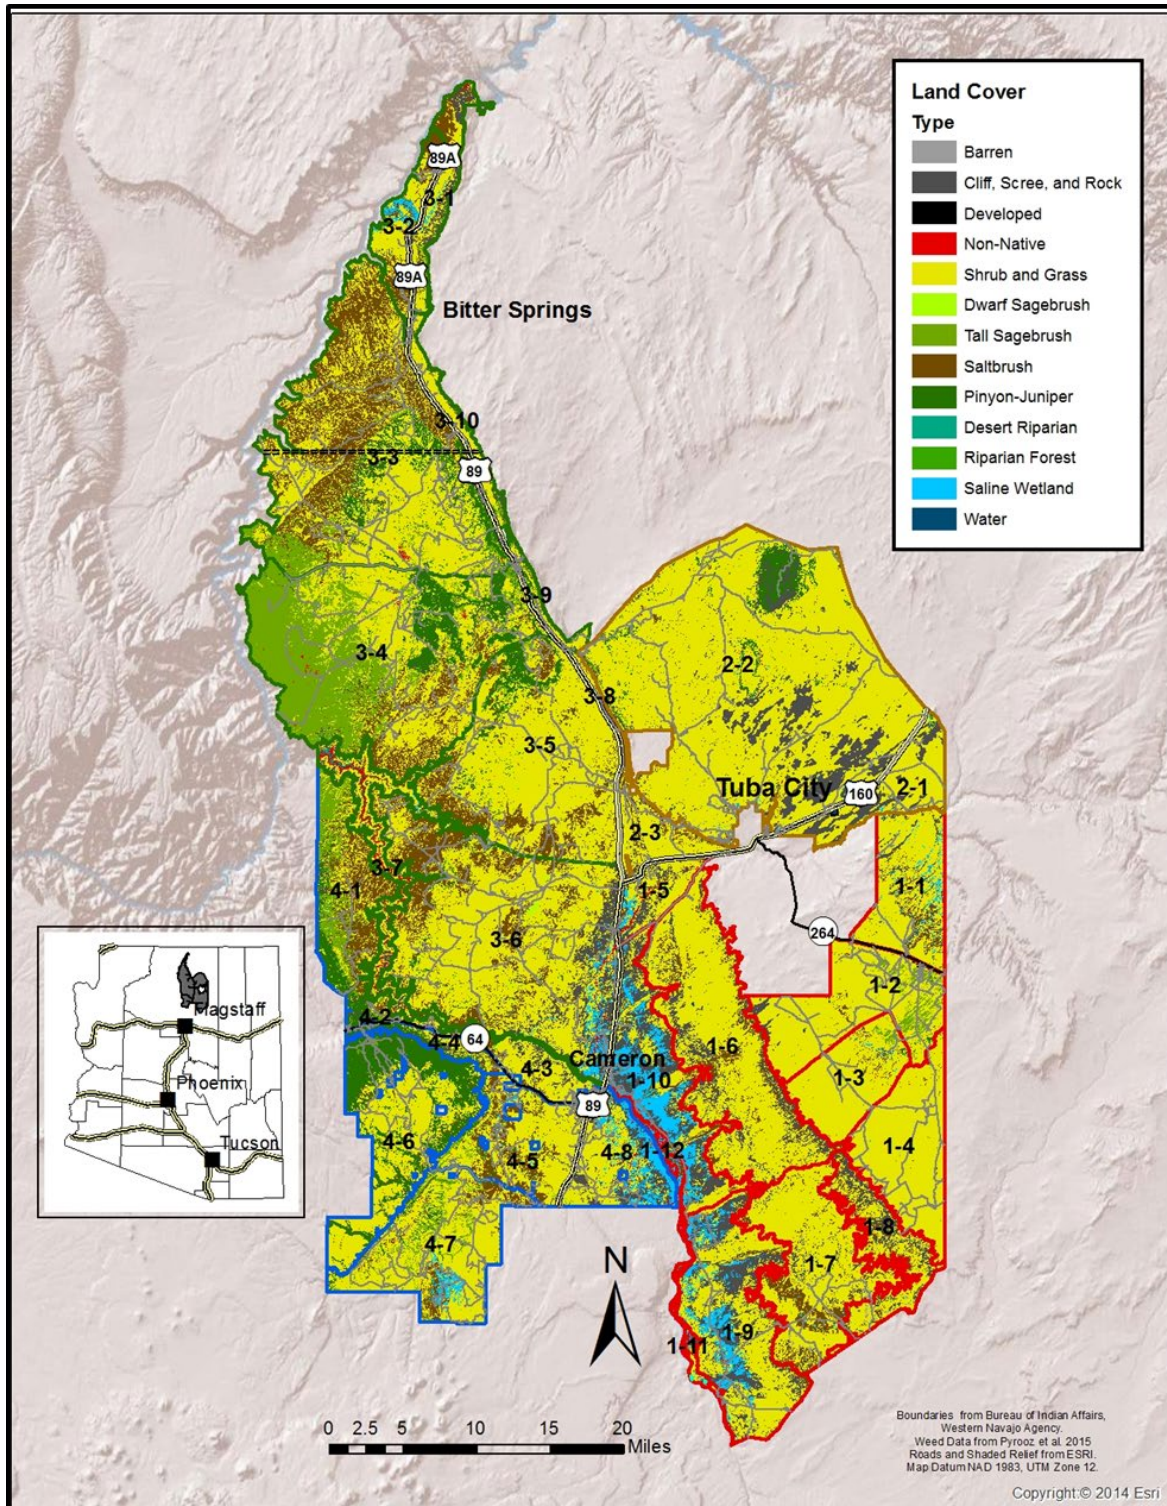 Land Cover
Type
Barren
Cliff, Scree, and Rock
Developed
Non-Native
Shrub and Grass
Dwarf Sagebrush
Tall Sagebrush
Saltbrush
Pinyon-Juniper
Desert Riparian
Riparian Forest
Saline Wetland
Water
89A
3-1
3-2
89A
Bitter Springs
3-10
3-3
89
3-9
3-4
2-2
3-8
3-5
Tuba City
160
2-1
2-3
3-7
4-1
1-5
1-1
264
3-6
1-2
4-2
4-4
64
4-3
Cameron
1-10
1-6
1-3
89
4-6
4-5
4-8
1-12
1-4
4-7
1-8
1-7
1-9
1-11
Flagstaff
Phoenix
Tucson
N
0 2.5 5 10 15 20
Miles
Boundaries from Bureau of Indian Affairs,
Western Navajo Agency.
Weed Data from Pyrooz et al. 2015
Roads and Shaded Relief from ESRI.
Map Datum NAD 1983, UTM Zone 12.
Copyright:© 2014 Esri